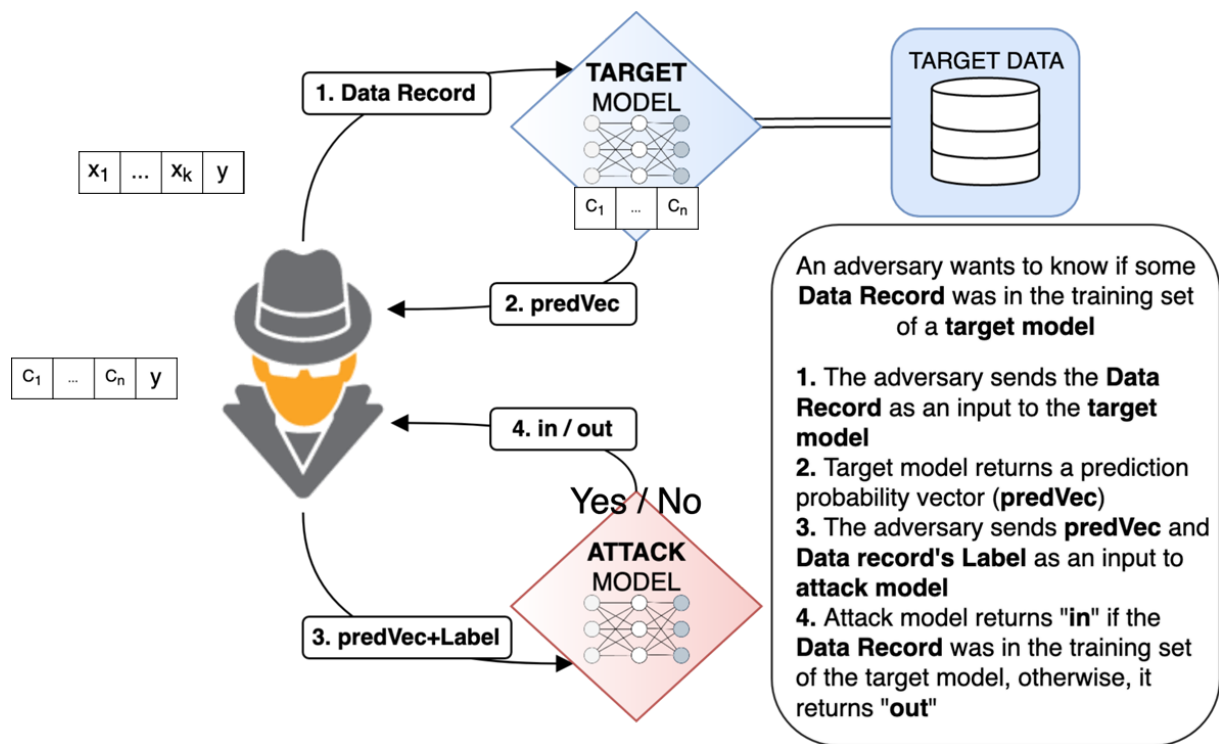 TARGET
MODEL
C1 ... Cn
TARGET DATA
1. Data Record
x1 ... xk y
2. predVec
C1 ... Cn y
4. in / out
Yes / No
ATTACK
MODEL
3. predVec+Label
An adversary wants to know if some
Data Record was in the training set
of a target model
1. The adversary sends the Data
Record as an input to the target
model
2. Target model returns a prediction
probability vector (predVec)
3. The adversary sends predVec and
Data record's Label as an input to
attack model
4. Attack model returns "in" if the
Data Record was in the training set
of the target model, otherwise, it
returns "out"